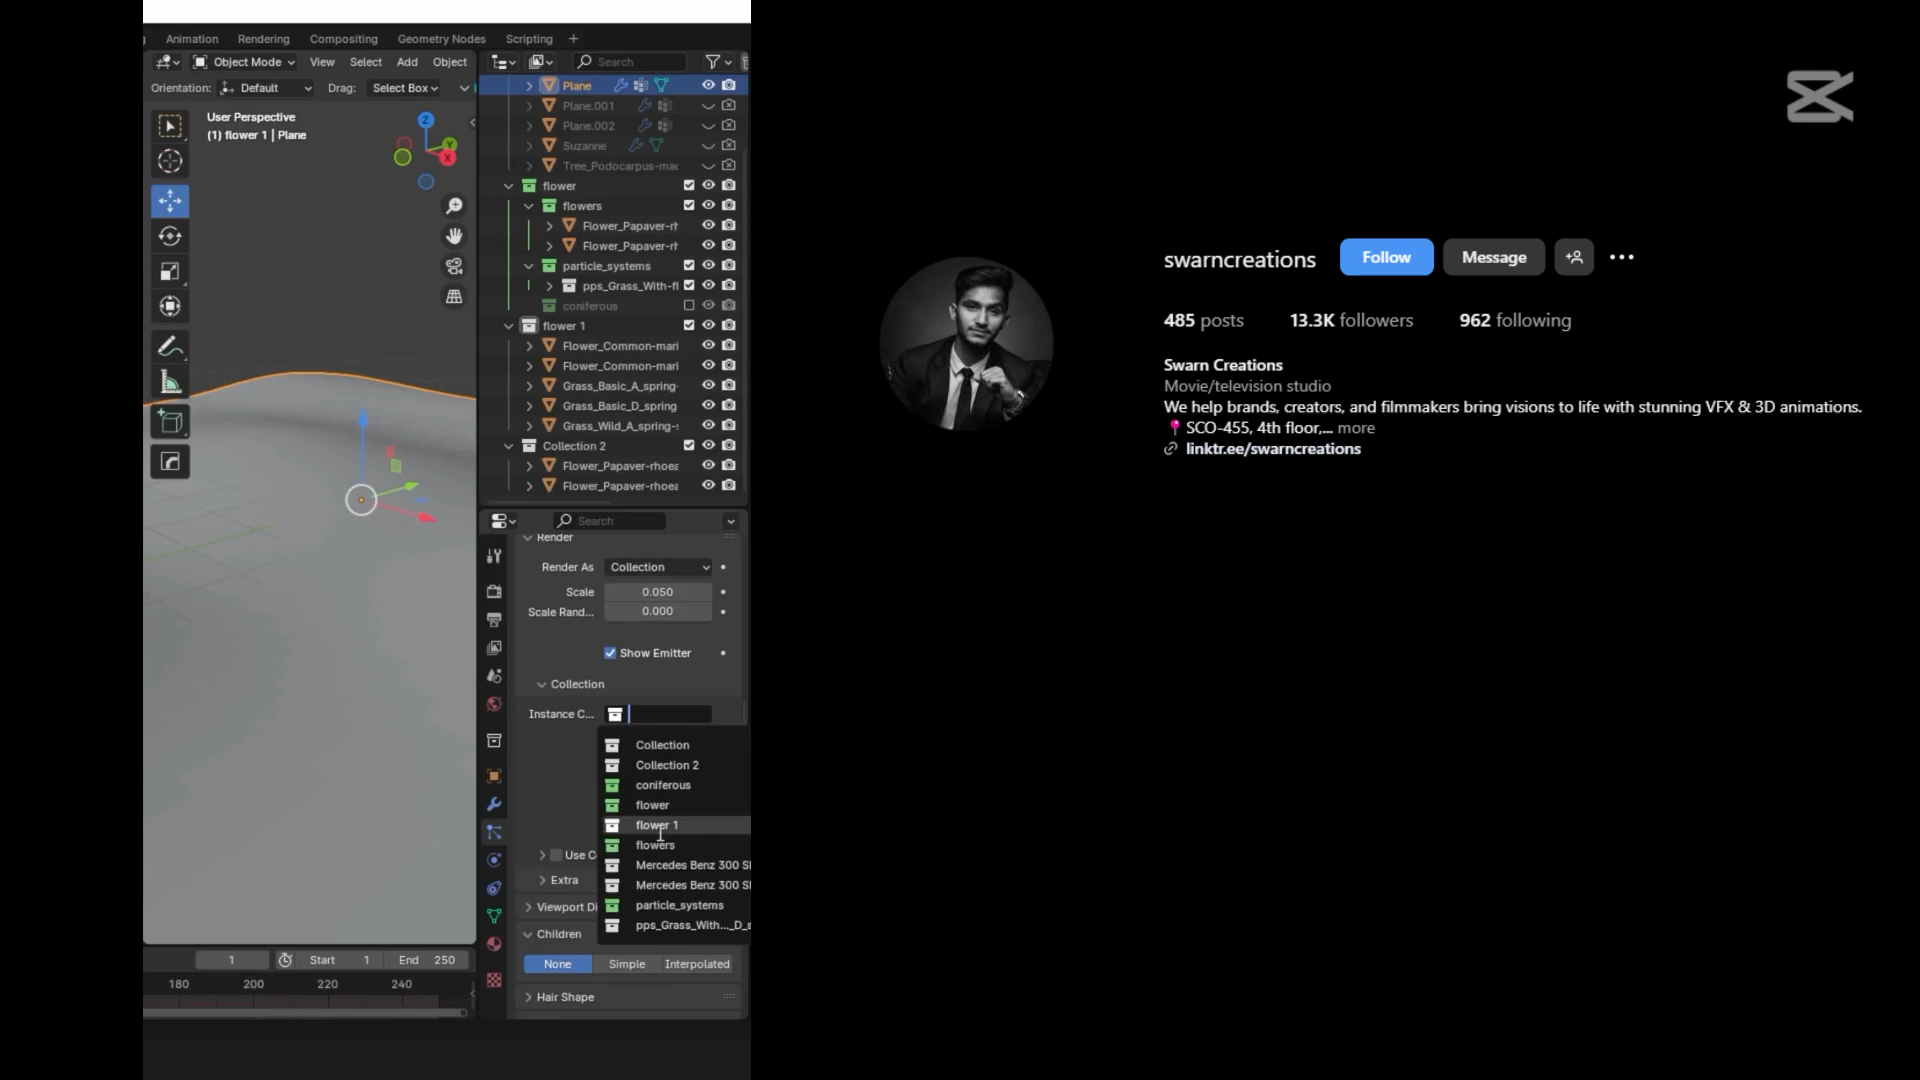 Animation Rendering Compositing Geometry Nodes Scripting +
Object Mode View Select Add Object
Search
Orientation: Default Drag: Select Box
User Perspective
(1) flower 1 | Plane
Z
Y
X
Plane
Plane.001
Plane.002
Suzanne
Tree_Podocarpus-mac
flower
flowers
Flower_Papaver-rh
Flower_Papaver-rh
particle_systems
pps_Grass_With-fl
coniferous
flower 1
Flower_Common-mari
Flower_Common-mari
Grass_Basic_A_spring-
Grass_Basic_D_spring
Grass_Wild_A_spring-s
Collection 2
Flower_Papaver-rhoea
Flower_Papaver-rhoea
Search
Render
Render As Collection
Scale 0.050
Scale Rand... 0.000
Show Emitter
Collection
Instance C...
Collection
Collection 2
coniferous
flower
flower 1
flowers
Mercedes Benz 300 Sl
Mercedes Benz 300 Sl
particle_systems
pps_Grass_With..._D_s
Use C
Extra
Viewport Di
Children
None Simple Interpolated
Hair Shape
1 Start 1 End 250
180 200 220 240
swarncreations Follow Message
485 posts 13.3K followers 962 following
Swarn Creations
Movie/television studio
We help brands, creators, and filmmakers bring visions to life with stunning VFX & 3D animations.
📍 SCO-455, 4th floor,... more
linktr.ee/swarncreations